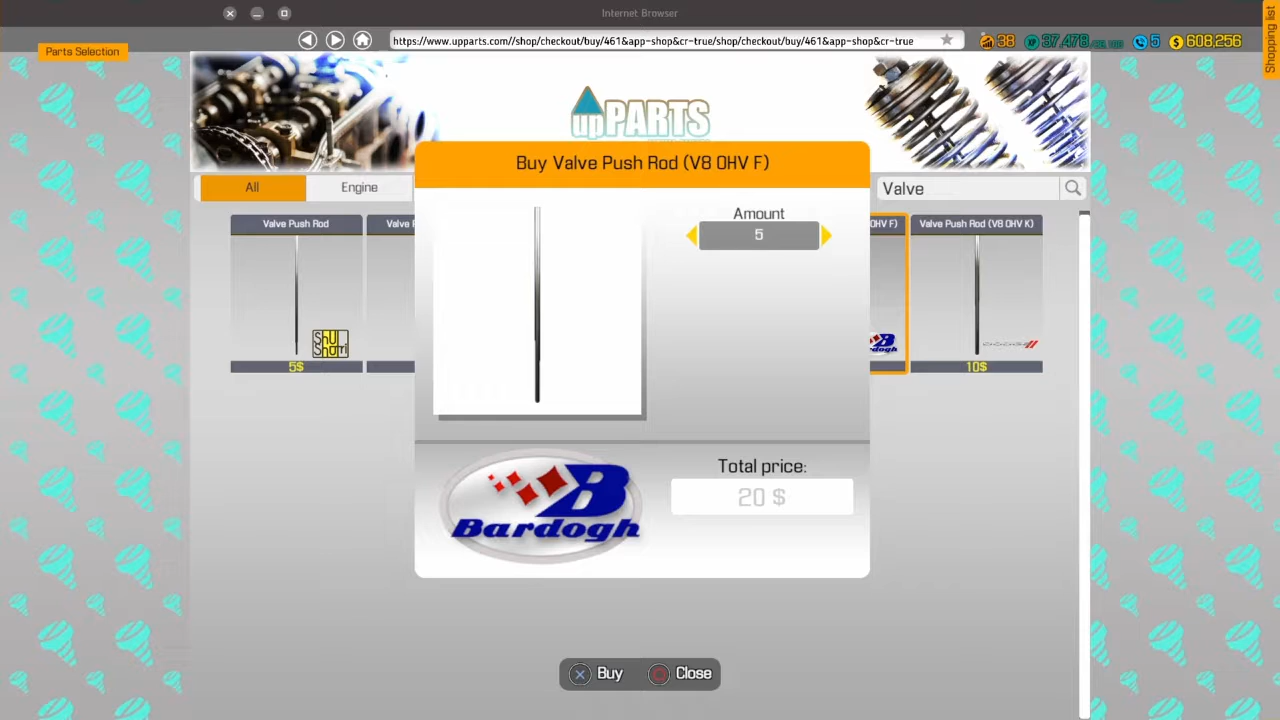 Internet Browser
https://www.upparts.com//shop/checkout/buy/461&app-shop&cr-true/shop/checkout/buy/461&app-shop&cr-true
38
5
608,256
Shopping list
Parts Selection
upPARTS
Buy Valve Push Rod (V8 OHV F)
All
Engine
Valve
Amount
5
Valve Push Rod
Valve P
OHV F)
Valve Push Rod (V8 OHV K)
Shul Shotri
5$
10$
Bardogh
Total price:
20 $
Buy
Close